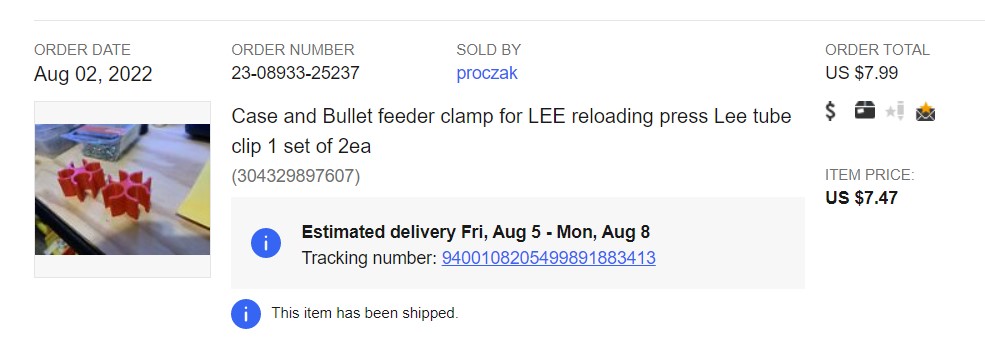 ORDER DATE
Aug 02, 2022
ORDER NUMBER
23-08933-25237
SOLD BY
proczak
ORDER TOTAL
US $7.99
Case and Bullet feeder clamp for LEE reloading press Lee tube
clip 1 set of 2ea
(304329897607)
ITEM PRICE:
US $7.47
Estimated delivery Fri, Aug 5 - Mon, Aug 8
Tracking number: 9400108205499891883413
This item has been shipped.